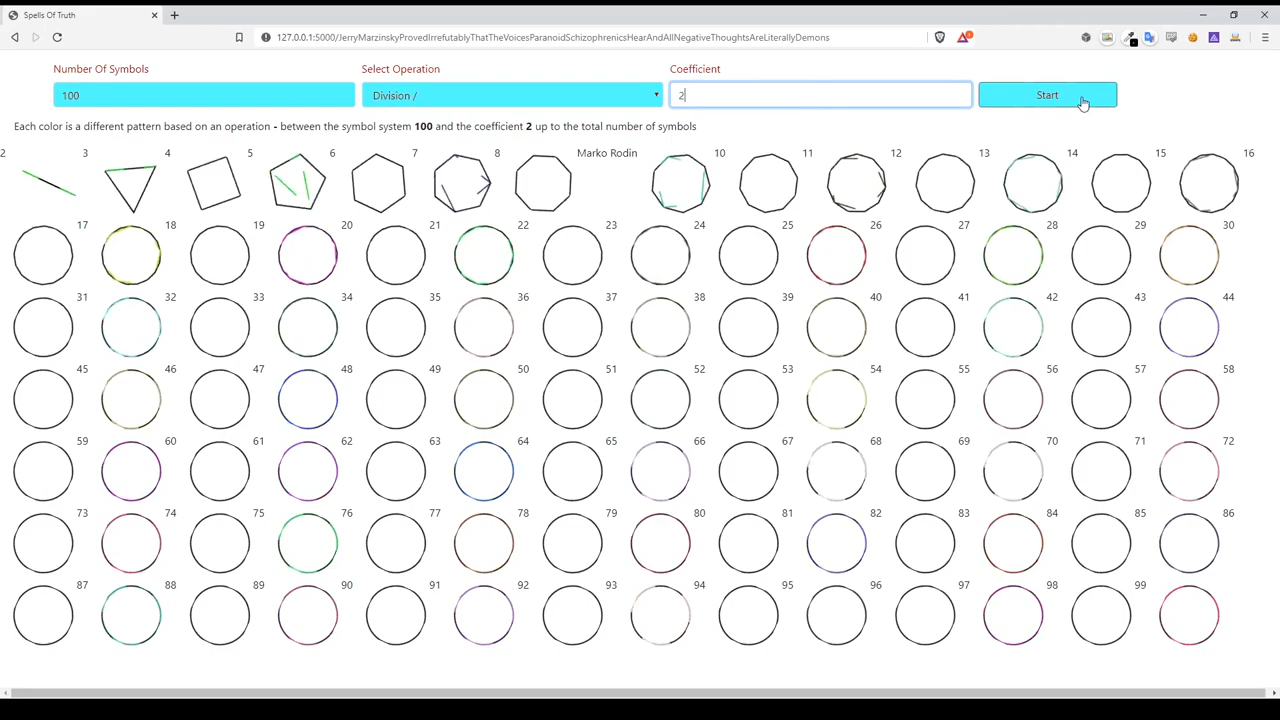 Spells Of Truth
127.0.0.1:5000/JerryMarzinskyProvedIrrefutablyThatTheVoicesParanoidSchizophrenicsHearAndAllNegativeThoughtsAreLiterallyDemons
Number Of Symbols Select Operation Coefficient
100 Division / 2 Start
Each color is a different pattern based on an operation - between the symbol system 100 and the coefficient 2 up to the total number of symbols
2 3 4 5 6 7 8 Marko Rodin 10 11 12 13 14 15 16
17 18 19 20 21 22 23 24 25 26 27 28 29 30
31 32 33 34 35 36 37 38 39 40 41 42 43 44
45 46 47 48 49 50 51 52 53 54 55 56 57 58
59 60 61 62 63 64 65 66 67 68 69 70 71 72
73 74 75 76 77 78 79 80 81 82 83 84 85 86
87 88 89 90 91 92 93 94 95 96 97 98 99